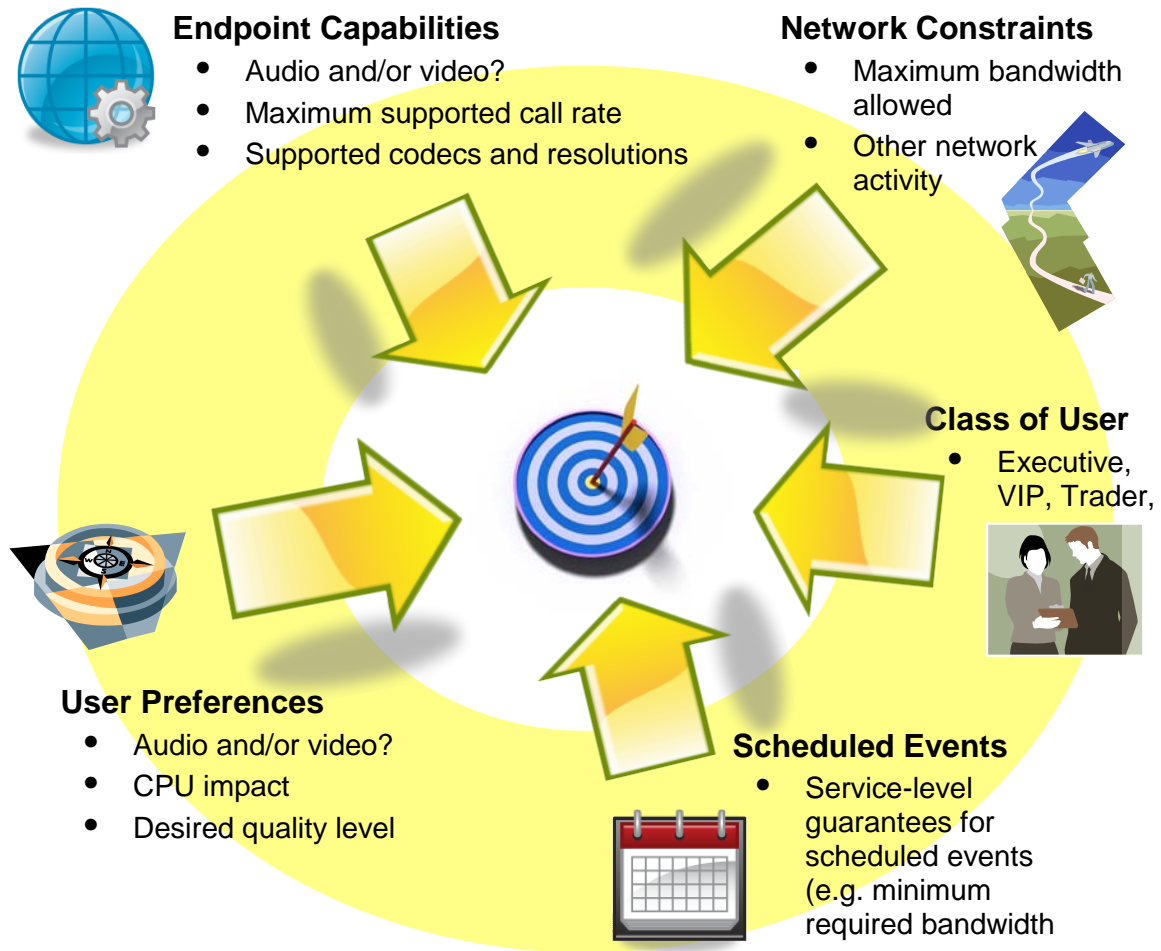 Endpoint Capabilities
• Audio and/or video?
• Maximum supported call rate
• Supported codecs and resolutions
Network Constraints
• Maximum bandwidth
allowed
• Other network
activity
Class of User
• Executive,
VIP, Trader,
User Preferences
• Audio and/or video?
• CPU impact
• Desired quality level
Scheduled Events
• Service-level
guarantees for
scheduled events
(e.g. minimum
required bandwidth